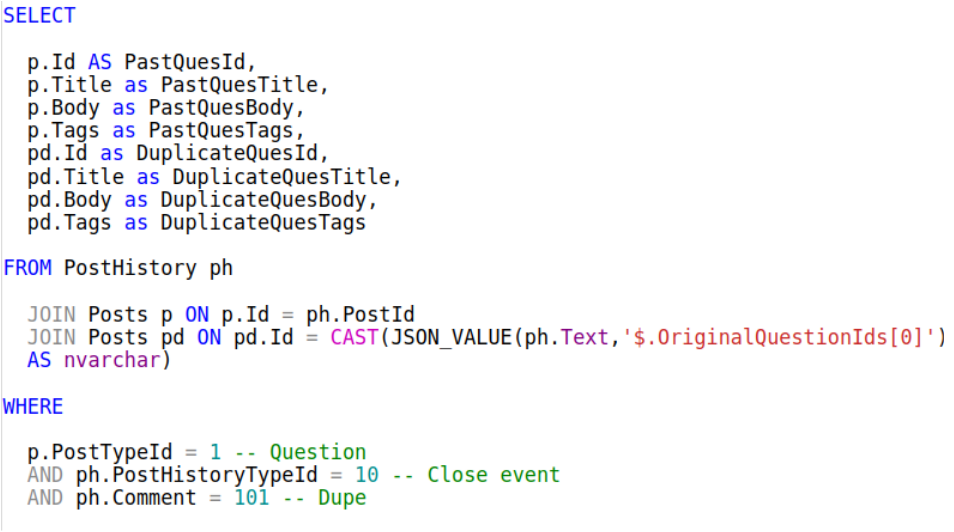 SELECT
p.Id AS PastQuesId,
p.Title as PastQuesTitle,
p.Body as PastQuesBody,
p.Tags as PastQuesTags,
pd.Id as DuplicateQuesId,
pd.Title as DuplicateQuesTitle,
pd.Body as DuplicateQuesBody,
pd.Tags as DuplicateQuesTags
FROM PostHistory ph
JOIN Posts p ON p.Id = ph.PostId
JOIN Posts pd ON pd.Id = CAST(JSON_VALUE(ph.Text,'$.OriginalQuestionIds[0]')
AS nvarchar)
WHERE
p.PostTypeId = 1 -- Question
AND ph.PostHistoryTypeId = 10 -- Close event
AND ph.Comment = 101 -- Dupe